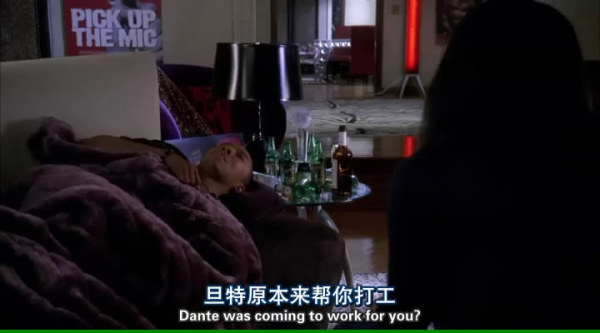 PICK UP
THE MIC
旦特原本来帮你打工
Dante was coming to work for you?